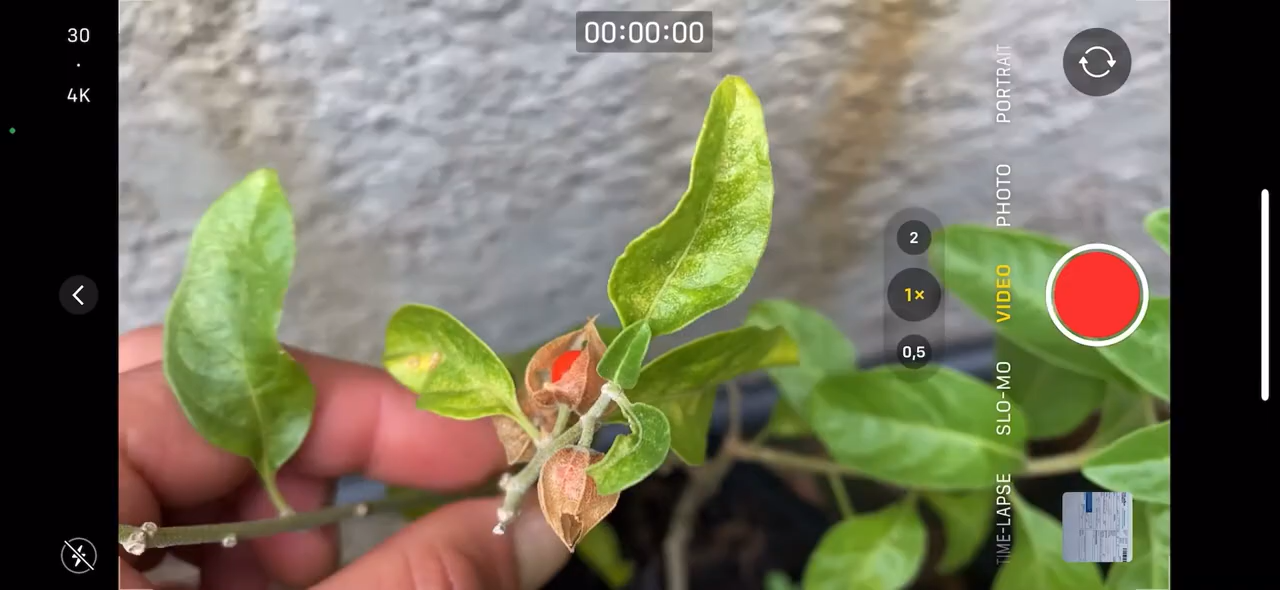 30
·
4K
00:00:00
PORTRAIT
PHOTO
VIDEO
SLO-MO
TIME-LAPSE
2
1×
0,5